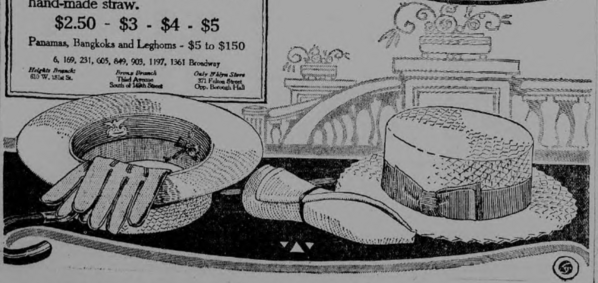 hand-made straw.
$2.50 - $3 - $4 - $5
Panamas, Bangkoks and Leghorns - $5 to $150
6, 169, 251, 605, 849, 903, 1197, 1361 Broadway
Heights Branch: Bronx Branch Only Store
610 W. 181st St. Third Avenue 371 Fulton Street
South of 149th Street Opp. Borough Hall